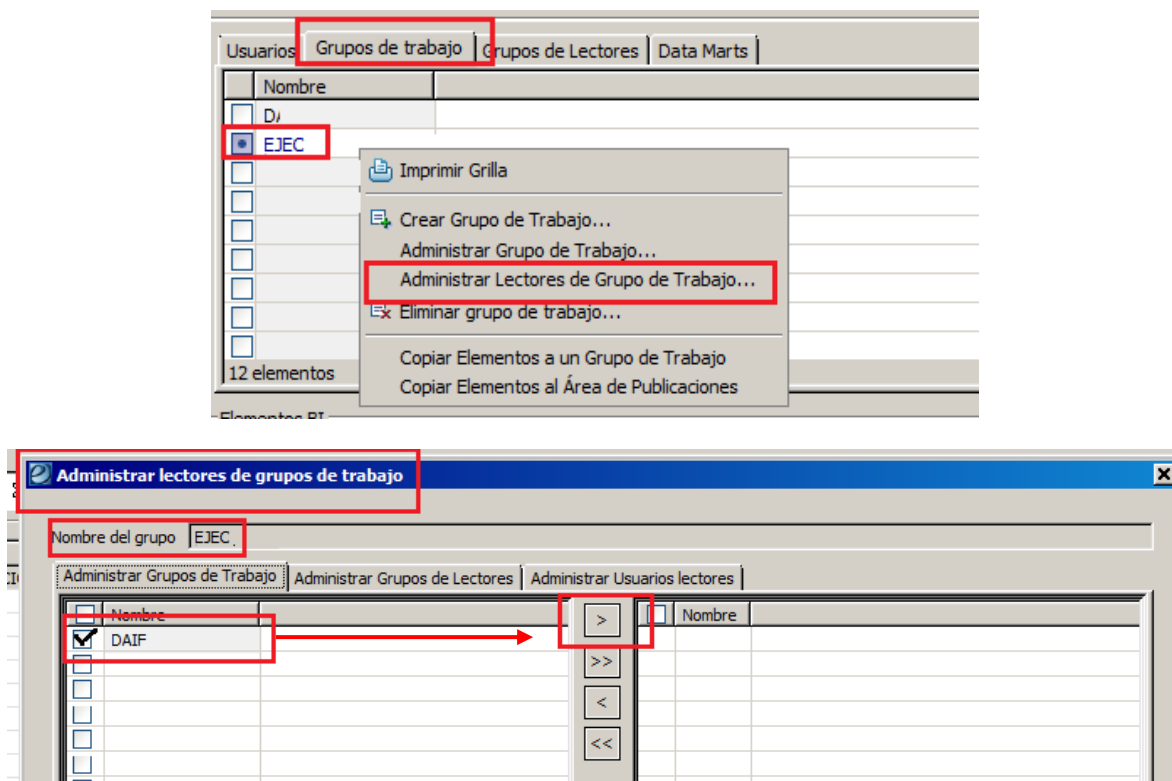 Usuarios Grupos de trabajo Grupos de Lectores Data Marts
Nombre
EJEC
Imprimir Grilla
Crear Grupo de Trabajo...
Administrar Grupo de Trabajo...
Administrar Lectores de Grupo de Trabajo...
Eliminar grupo de trabajo...
Copiar Elementos a un Grupo de Trabajo
12 elementos
Copiar Elementos al Área de Publicaciones
Elementos BI
Administrar lectores de grupos de trabajo
Nombre del grupo EJEC
Administrar Grupos de Trabajo Administrar Grupos de Lectores Administrar Usuarios lectores
Nombre > Nombre
DAIF
>>
<
<<